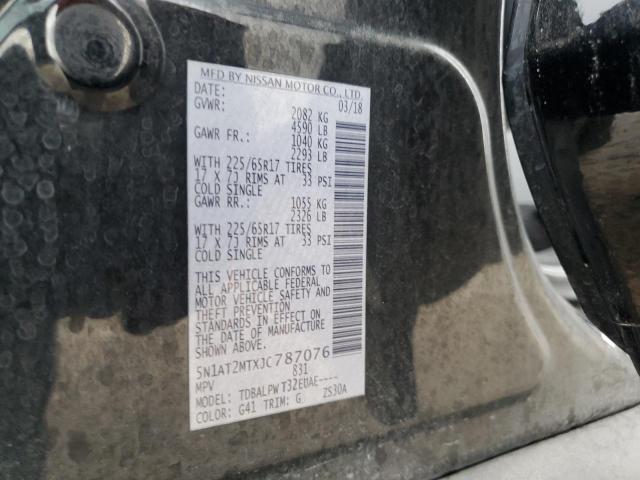 MFD BY NISSAN MOTOR CO., LTD.
DATE: 03/18
GVWR: 2082 KG
4590 LB
GAWR FR.: 1040 KG
2293 LB
WITH 225/65R17 TIRES
17 X 7J RIMS AT 33 PSI
COLD SINGLE
GAWR RR.: 1055 KG
2326 LB
WITH 225/65R17 TIRES
17 X 7J RIMS AT 33 PSI
COLD SINGLE
THIS VEHICLE CONFORMS TO
ALL APPLICABLE FEDERAL
MOTOR VEHICLE SAFETY AND
THEFT PREVENTION
STANDARDS IN EFFECT ON
THE DATE OF MANUFACTURE
SHOWN ABOVE.
5N1AT2MTXJC787076
MPV 831
MODEL: TDBALPWT32EUAE----
COLOR: G41 TRIM: G ZS30A